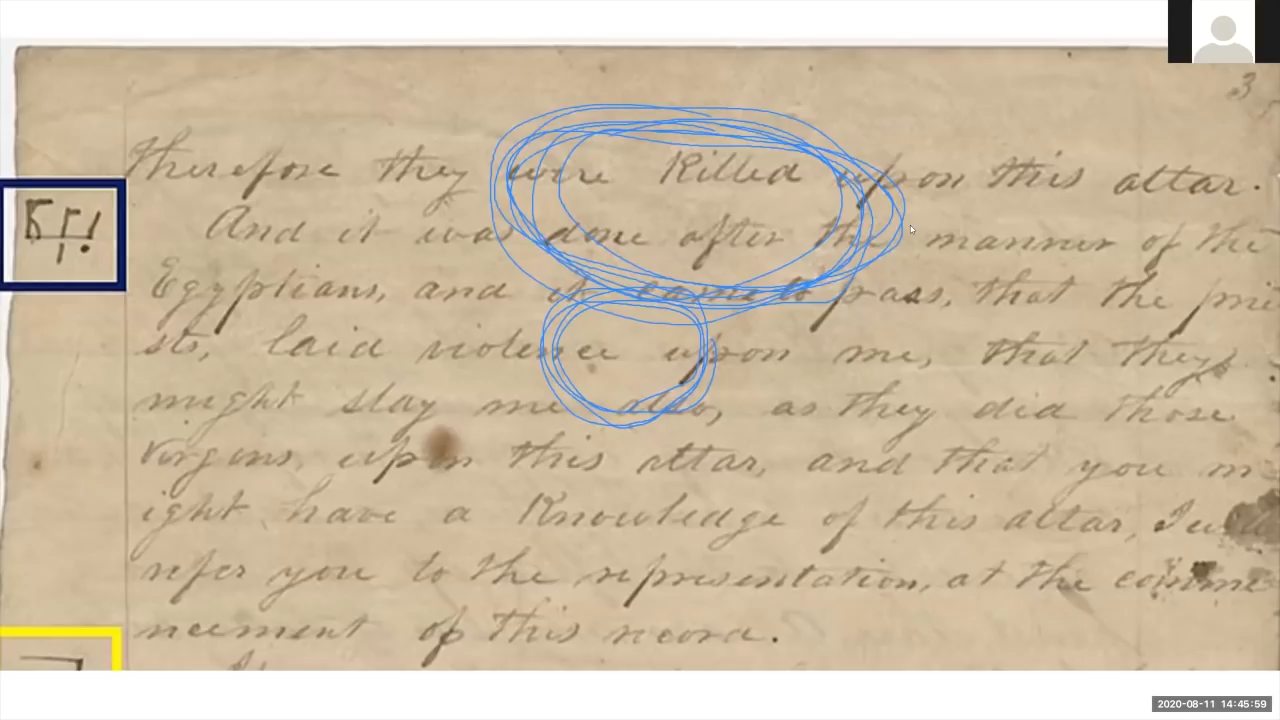 3
therefore they were Killed upon this altar.
And it was done after the manner of the
Egyptians, and it came to pass, that the prie
sts, laid violence upon me, that they
might slay me also, as they did those
virgins, upon this altar, and that you m
ight have a Knowledge of this altar, I will
refer you to the representation, at the comme
ncement of this record.
2020-08-11 14:45:59